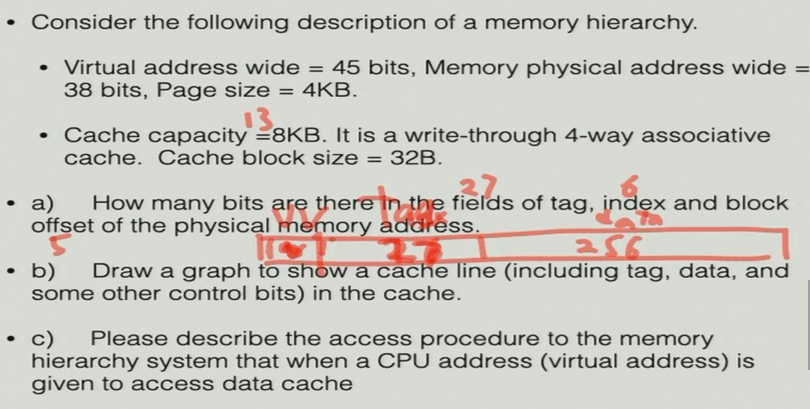 • Consider the following description of a memory hierarchy.
• Virtual address wide = 45 bits, Memory physical address wide =
38 bits, Page size = 4KB.
13
• Cache capacity =8KB. It is a write-through 4-way associative
cache. Cache block size = 32B.
27 6
• a) How many bits are there in the fields of tag, index and block
offset of the physical memory address.
5 Tag data
27 256
• b) Draw a graph to show a cache line (including tag, data, and
some other control bits) in the cache.
• c) Please describe the access procedure to the memory
hierarchy system that when a CPU address (virtual address) is
given to access data cache